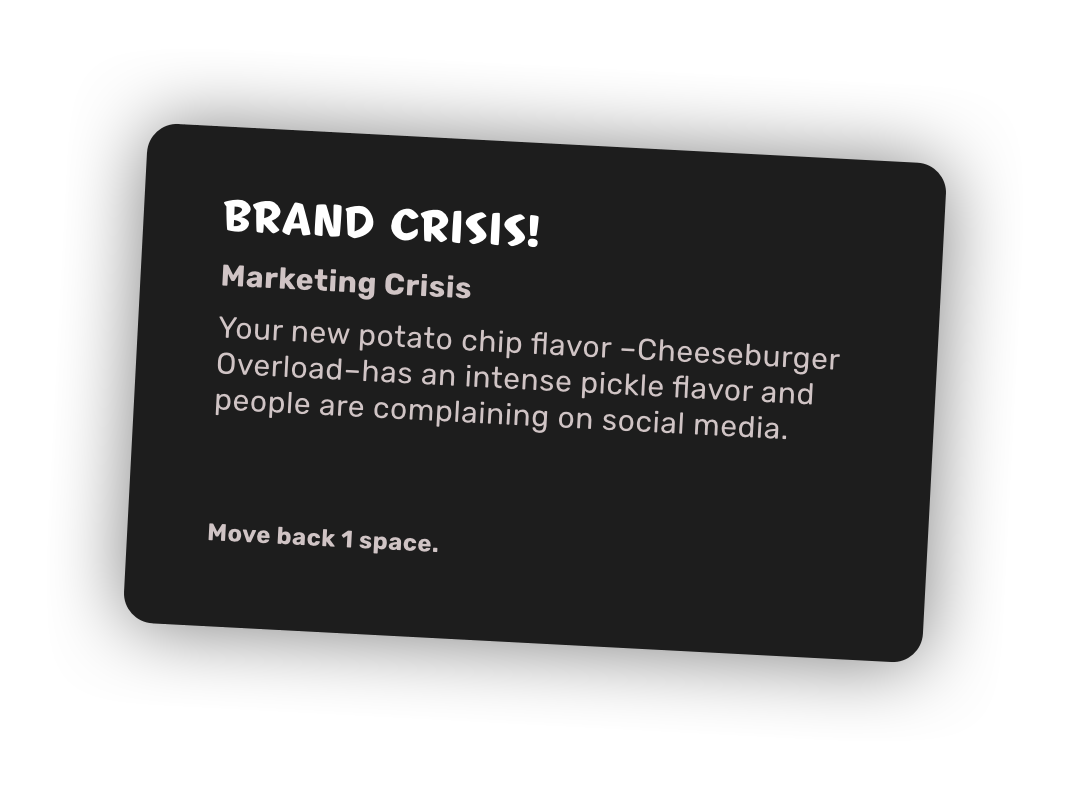 BRAND CRISIS!
Marketing Crisis
Your new potato chip flavor –Cheeseburger
Overload–has an intense pickle flavor and
people are complaining on social media.
Move back 1 space.